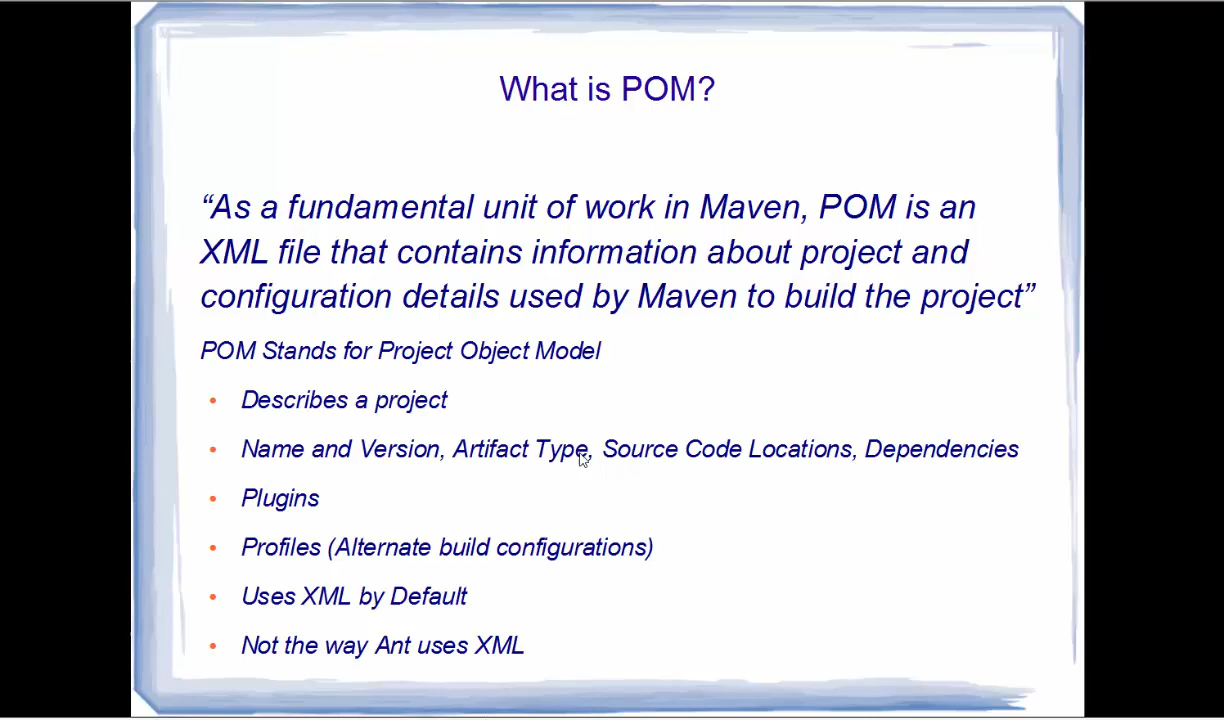 What is POM?
“As a fundamental unit of work in Maven, POM is an
XML file that contains information about project and
configuration details used by Maven to build the project”
POM Stands for Project Object Model
• Describes a project
• Name and Version, Artifact Type, Source Code Locations, Dependencies
• Plugins
• Profiles (Alternate build configurations)
• Uses XML by Default
• Not the way Ant uses XML